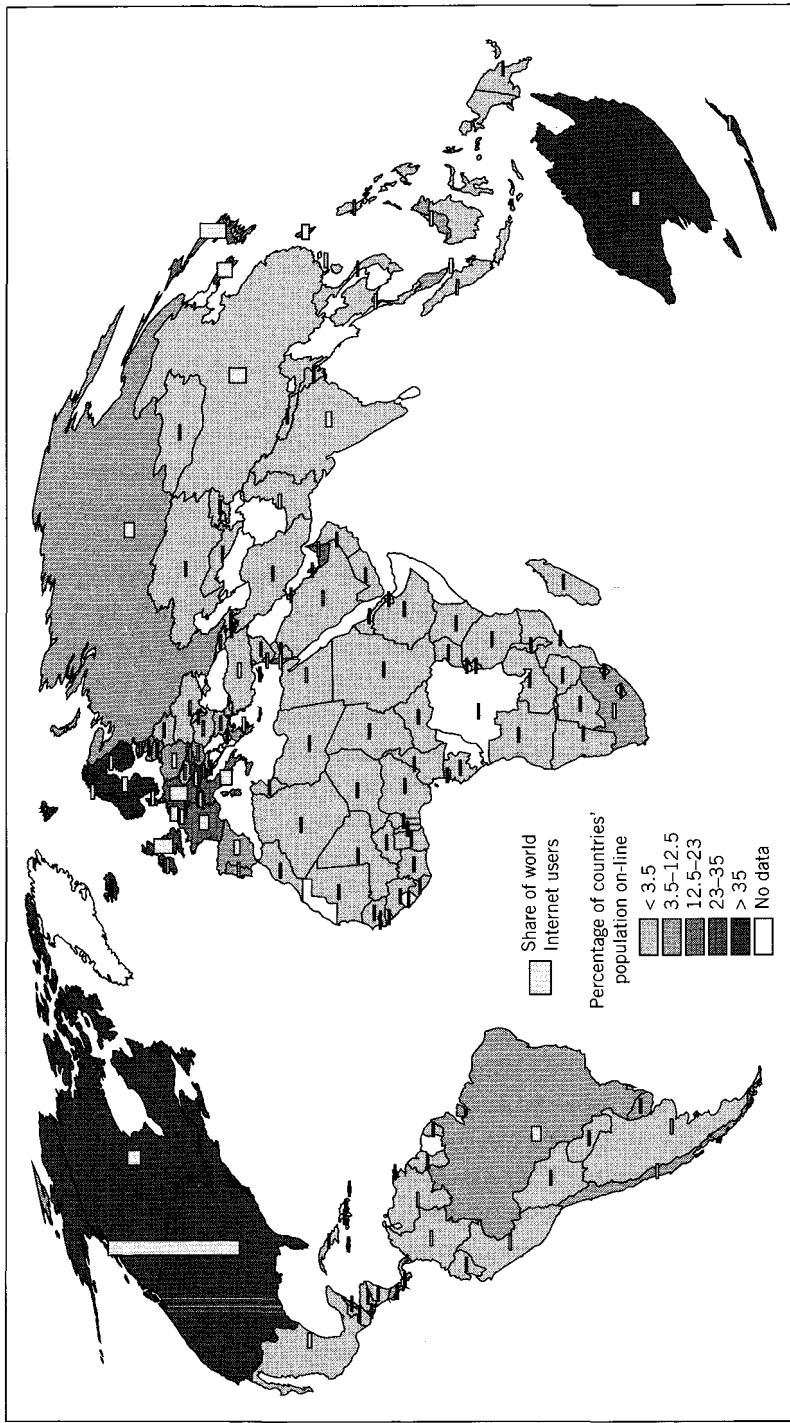 Share of world
Internet users
Percentage of countries'
population on-line
< 3.5
3.5–12.5
12.5–23
23–35
> 35
No data